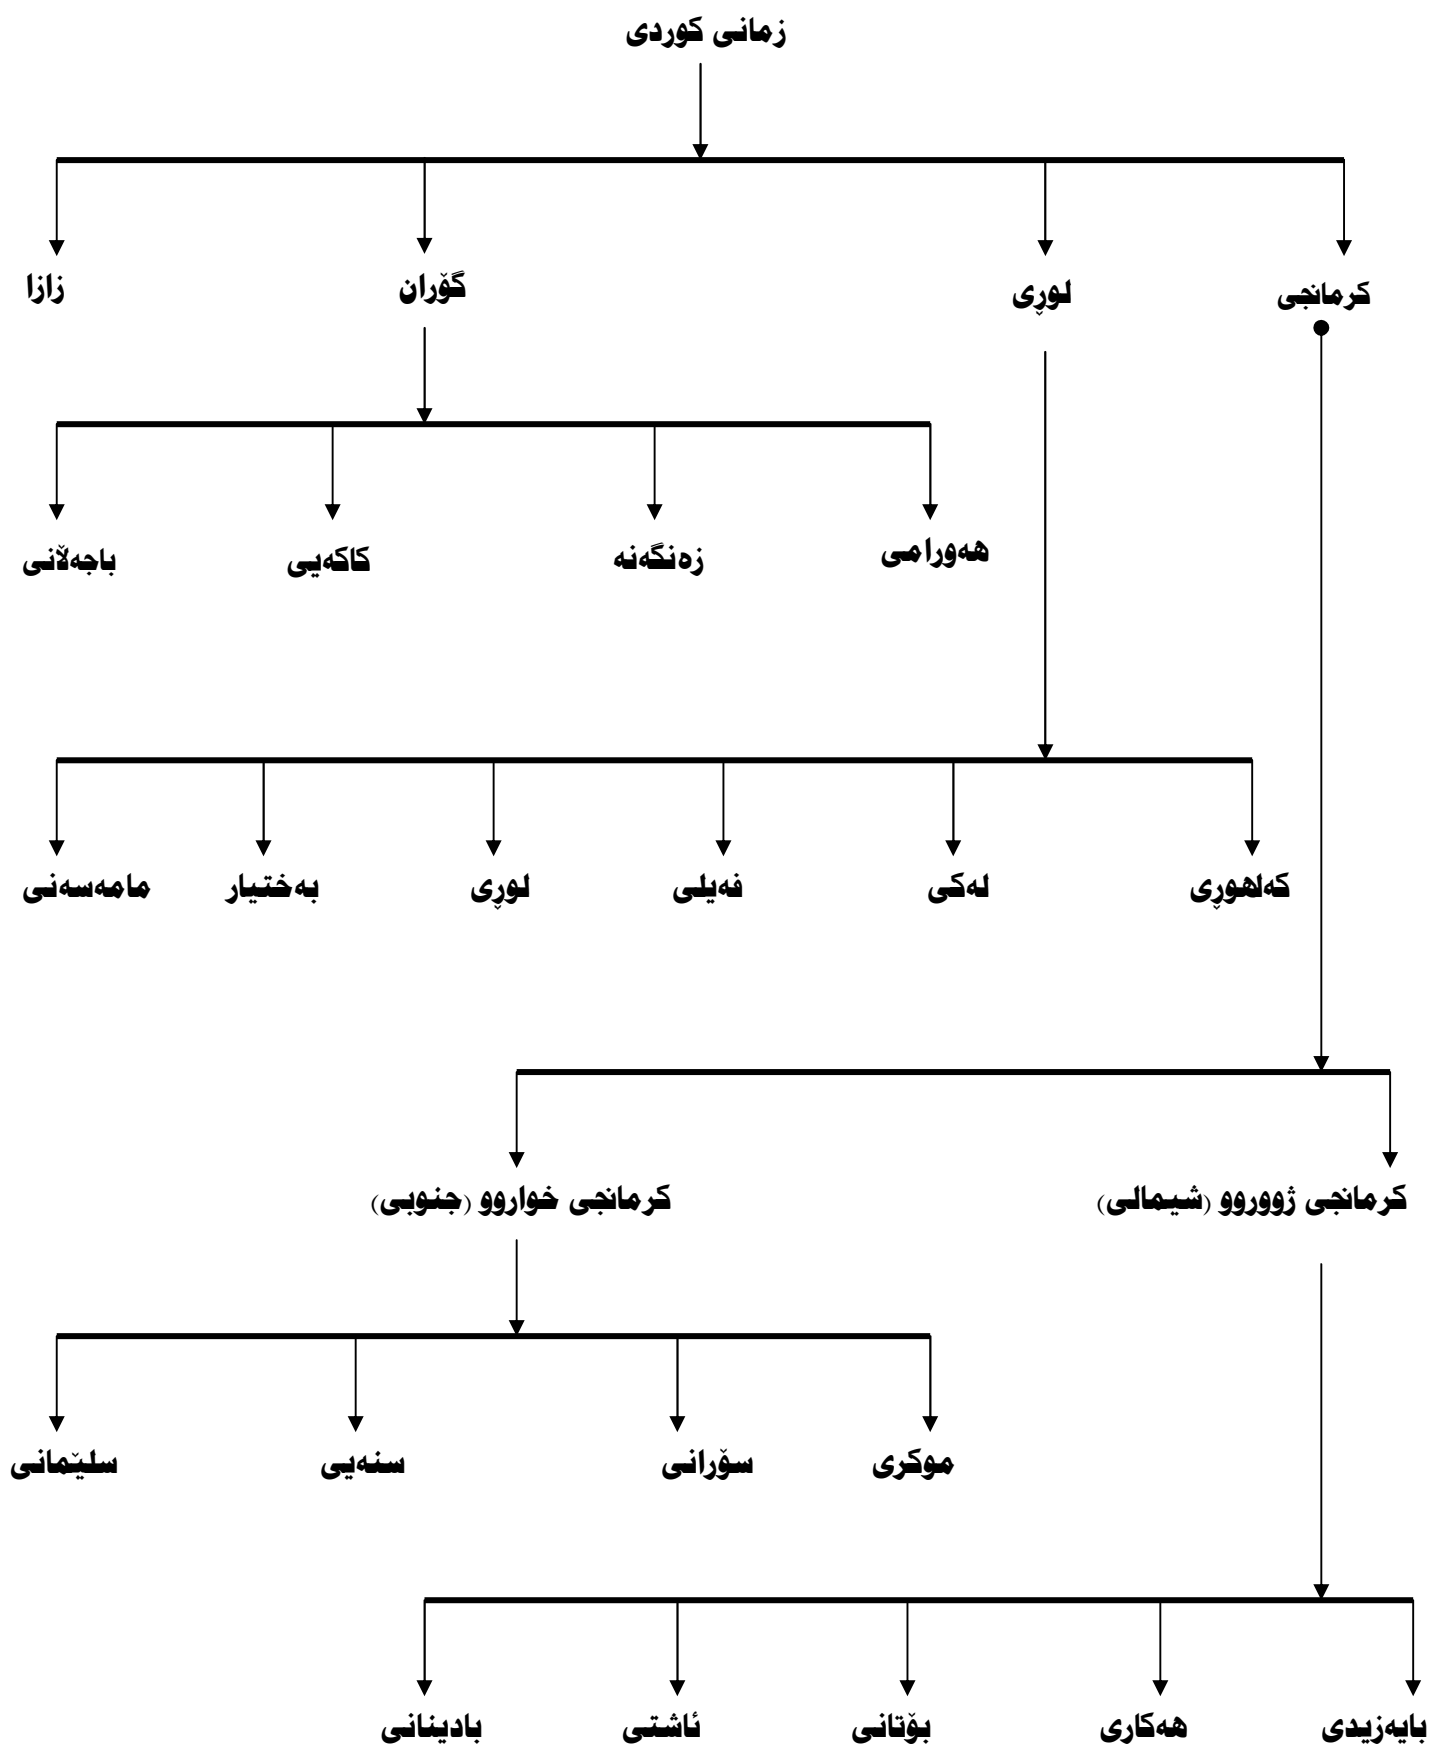 زمانی کوردی
کرمانجی
لوڕی
گۆران
زازا
هەورامی
زەنگەنە
کاکەیی
باجەڵانی
کەلهوڕی
لەکی
فەیلی
لوڕی
بەختیار
مامەسەنی
کرمانجی ژووروو (شیمالی)
کرمانجی خواروو (جنوبی)
موکری
سۆرانی
سنەیی
سلێمانی
بایەزیدی
هەکاری
بۆتانی
ئاشتی
بادینانی